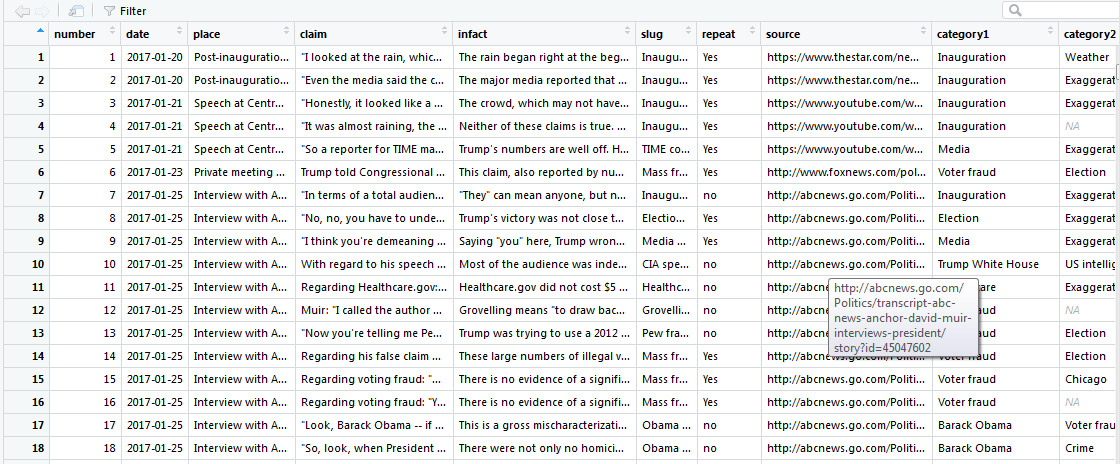 Filter
number date place claim infact slug repeat source category1 category2
1 1 2017-01-20 Post-inauguratio... "I looked at the rain, whic... The rain began right at the beg... Inaugu... Yes https://www.thestar.com/ne... Inauguration Weather
2 2 2017-01-20 Post-inauguratio... "Even the media said the c... The major media reported that ... Inaugu... Yes https://www.thestar.com/ne... Inauguration Exaggerat
3 3 2017-01-21 Speech at Centr... "Honestly, it looked like a ... The crowd, which may not have... Inaugu... Yes https://www.youtube.com/w... Inauguration Exaggerat
4 4 2017-01-21 Speech at Centr... "It was almost raining, the ... Neither of these claims is true. ... Inaugu... Yes https://www.youtube.com/w... Inauguration NA
5 5 2017-01-21 Speech at Centr... "So a reporter for TIME ma... Trump's numbers are well off. H... TIME co... Yes https://www.youtube.com/w... Media Exaggerat
6 6 2017-01-23 Private meeting ... Trump told Congressional ... This claim, also reported by nu... Mass fr... Yes http://www.foxnews.com/pol... Voter fraud Election
7 7 2017-01-25 Interview with A... "In terms of a total audien... "They" can mean anyone, but n... Inaugu... no http://abcnews.go.com/Politi... Inauguration Exaggerat
8 8 2017-01-25 Interview with A... "No, no, you have to unde... Trump's victory was not close t... Electio... Yes http://abcnews.go.com/Politi... Election Exaggerat
9 9 2017-01-25 Interview with A... "I think you're demeaning ... Saying "you" here, Trump wron... Media ... Yes http://abcnews.go.com/Politi... Media Exaggerat
10 10 2017-01-25 Interview with A... With regard to his speech ... Most of the audience was inde... CIA spe... no http://abcnews.go.com/Politi... Trump White House US intellig
11 11 2017-01-25 Interview with A... Regarding Healthcare.gov: ... Healthcare.gov did not cost $5 ... Healthc... no http://abc are Exaggerat
12 12 2017-01-25 Interview with A... Muir: "I called the author ... Grovelling means "to draw bac... Grovelli... no http://abc NA
13 13 2017-01-25 Interview with A... "Now you're telling me Pe... Trump was trying to use a 2012 ... Pew fra... no http://abc Election
14 14 2017-01-25 Interview with A... Regarding his false claim ... These large numbers of illegal v... Mass fr... Yes http://abc Voter fraud Election
http://abcnews.go.com/
Politics/transcript-abc-
news-anchor-david-muir-
interviews-president/
story?id=45047602
15 15 2017-01-25 Interview with A... Regarding voting fraud: "... There is no evidence of a signifi... Mass fr... Yes http://abcnews.go.com/Politi... Voter fraud Chicago
16 16 2017-01-25 Interview with A... Regarding voting fraud: "Y... There is no evidence of a signifi... Mass fr... Yes http://abcnews.go.com/Politi... Voter fraud NA
17 17 2017-01-25 Interview with A... "Look, Barack Obama -- if ... This is a gross mischaracterizati... Obama ... no http://abcnews.go.com/Politi... Barack Obama Voter frau
18 18 2017-01-25 Interview with A... "So, look, when President ... There were not only no homici... Obama ... no http://abcnews.go.com/Politi... Barack Obama Crime